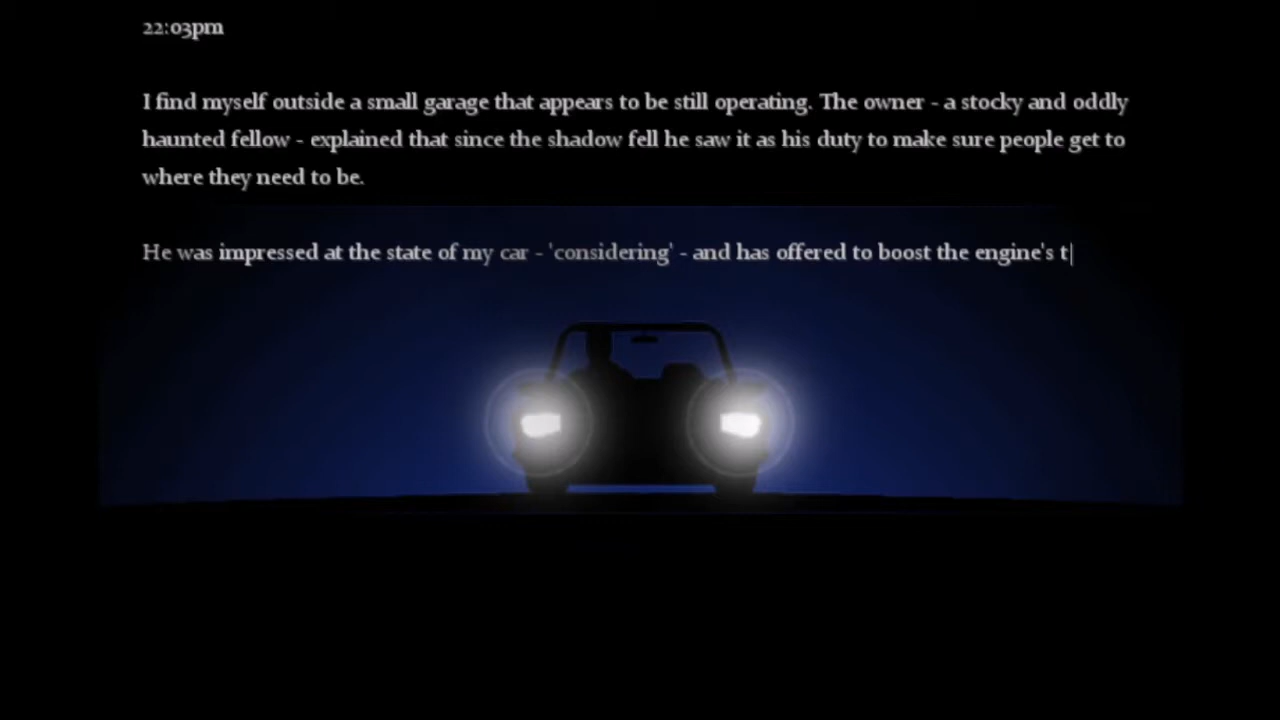 22:03pm
I find myself outside a small garage that appears to be still operating. The owner - a stocky and oddly
haunted fellow - explained that since the shadow fell he saw it as his duty to make sure people get to
where they need to be.
He was impressed at the state of my car - 'considering' - and has offered to boost the engine's t|